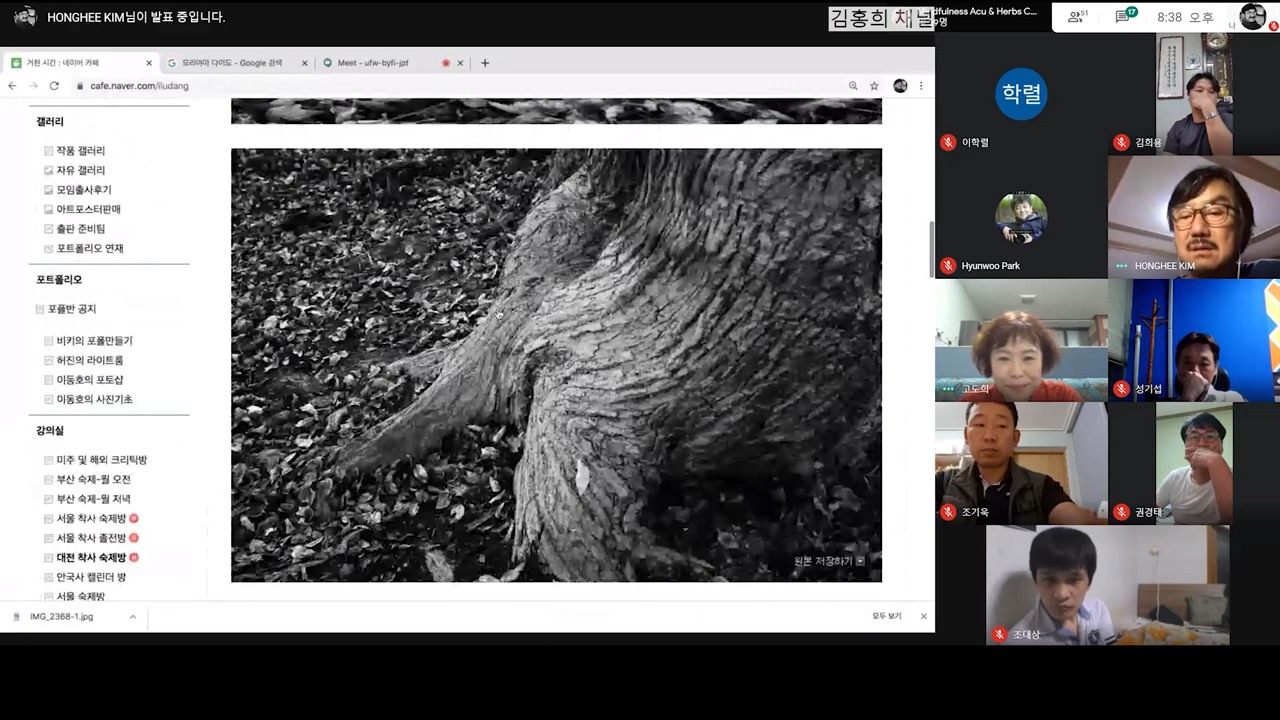 HONGHEE KIM님이 발표 중입니다.
김홍희 채널
dfulness Acu & Herbs C...
9명
51
17
8:38 오후
나
거원 시간 : 네이버 카페
모리야마 다이도 - Google 검색
Meet - ufw-byfi-jpf
cafe.naver.com/iludang
갤러리
작품 갤러리
자유 갤러리
모임출사후기
아트포스터판매
출판 준비팀
포트폴리오 연재
포트폴리오
포폴반 공지
비키의 포폴만들기
허진의 라이트룸
이동호의 포토샵
이동호의 사진기초
강의실
미주 및 해외 크리틱방
부산 숙제-월 오전
부산 숙제-월 저녁
서울 착사 숙제방
서울 착사 졸전방
대전 착사 숙제방
안국사 캘린더 방
서울 숙제방
원본 저장하기
IMG_2368-1.jpg
모두 보기
학렬
이학렬
김희용
Hyunwoo Park
HONGHEE KIM
고도희
성기섭
조기욱
권경태
조대상